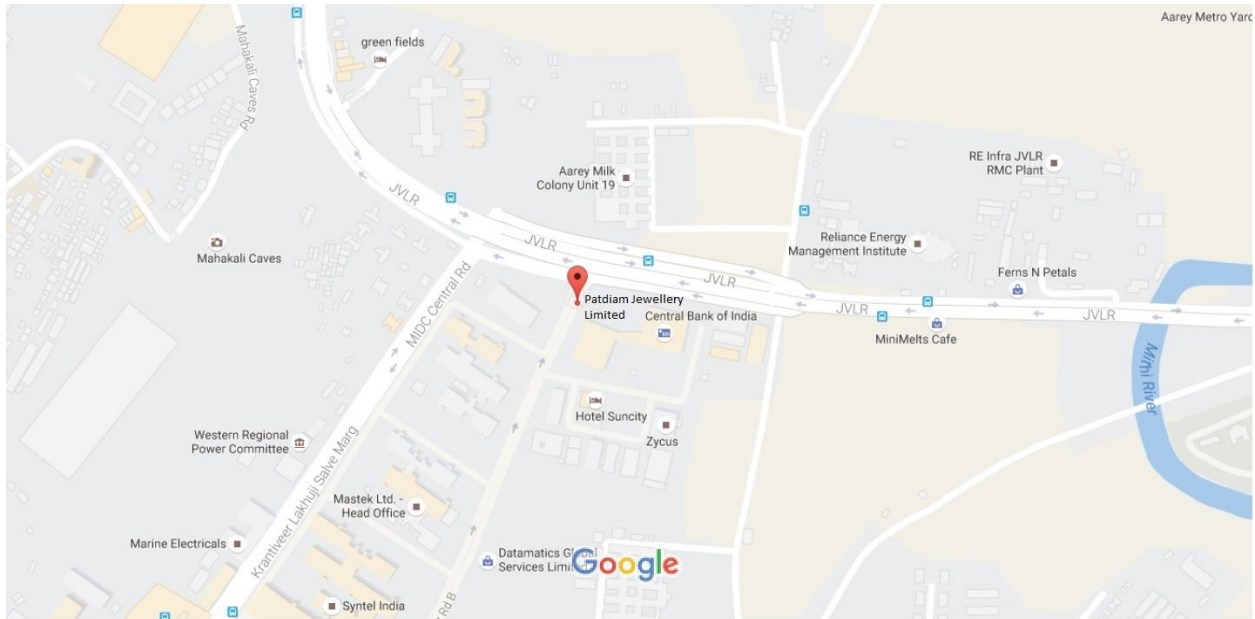 Aarey Metro Yard
green fields
Mahakali Caves Rd
JVLR
Aarey Milk
Colony Unit 19
RE Infra JVLR
RMC Plant
JVLR
Reliance Energy
Management Institute
Mahakali Caves
MIDC Central Rd
JVLR
Ferns N Petals
Patdiam Jewellery
Limited
Central Bank of India
JVLR
JVLR
MiniMelts Cafe
Mithi River
Hotel Suncity
Zycus
Western Regional
Power Committee
Krantiveer Lakhuji Salve Marg
Mastek Ltd. -
Head Office
Marine Electricals
Datamatics Global
Services Limited
Google
Syntel India
Rd B